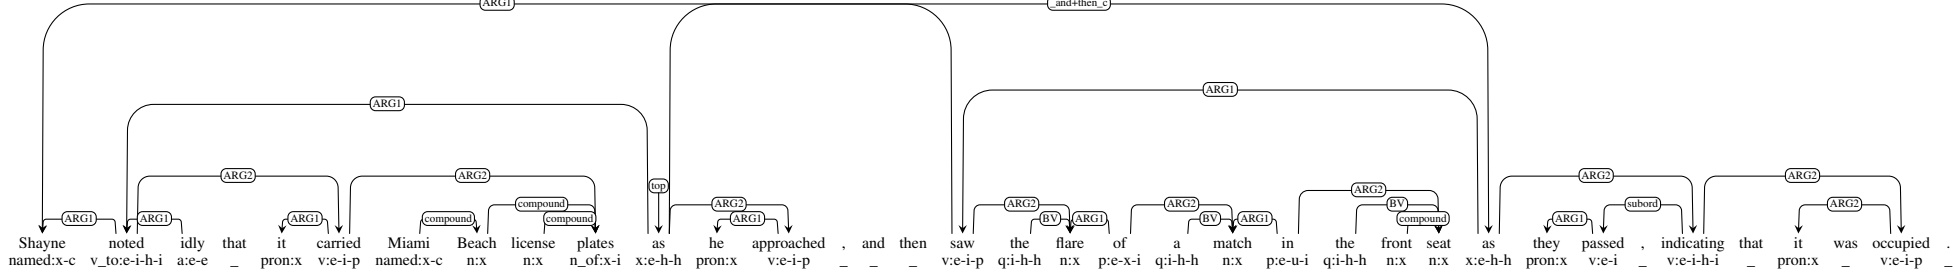 ARG1 _and+then_c
ARG1 ARG1
ARG2 ARG2 top ARG2 ARG2 ARG2
compound ARG2 ARG2 ARG2 ARG2 BV subord ARG2
ARG1 ARG1 ARG1 compound compound ARG1 BV ARG1 BV ARG1 compound ARG1
Shayne noted idly that it carried Miami Beach license plates as he approached , and then saw the flare of a match in the front seat as they passed , indicating that it was occupied .
named:x-c v_to:e-i-h-i a:e-e _ pron:x v:e-i-p named:x-c n:x n:x n_of:x-i x:e-h-h pron:x v:e-i-p _ _ _ v:e-i-p q:i-h-h n:x p:e-x-i q:i-h-h n:x p:e-u-i q:i-h-h n:x n:x x:e-h-h pron:x v:e-i _ v:e-i-h-i _ pron:x _ v:e-i-p _